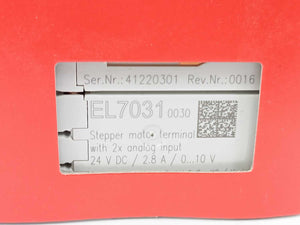 Ser.Nr.: 41220301 Rev.Nr.: 0016
EL7031 0030
Stepper motor terminal
with 2x analog input
24 V DC / 2.8 A / 0...10 V